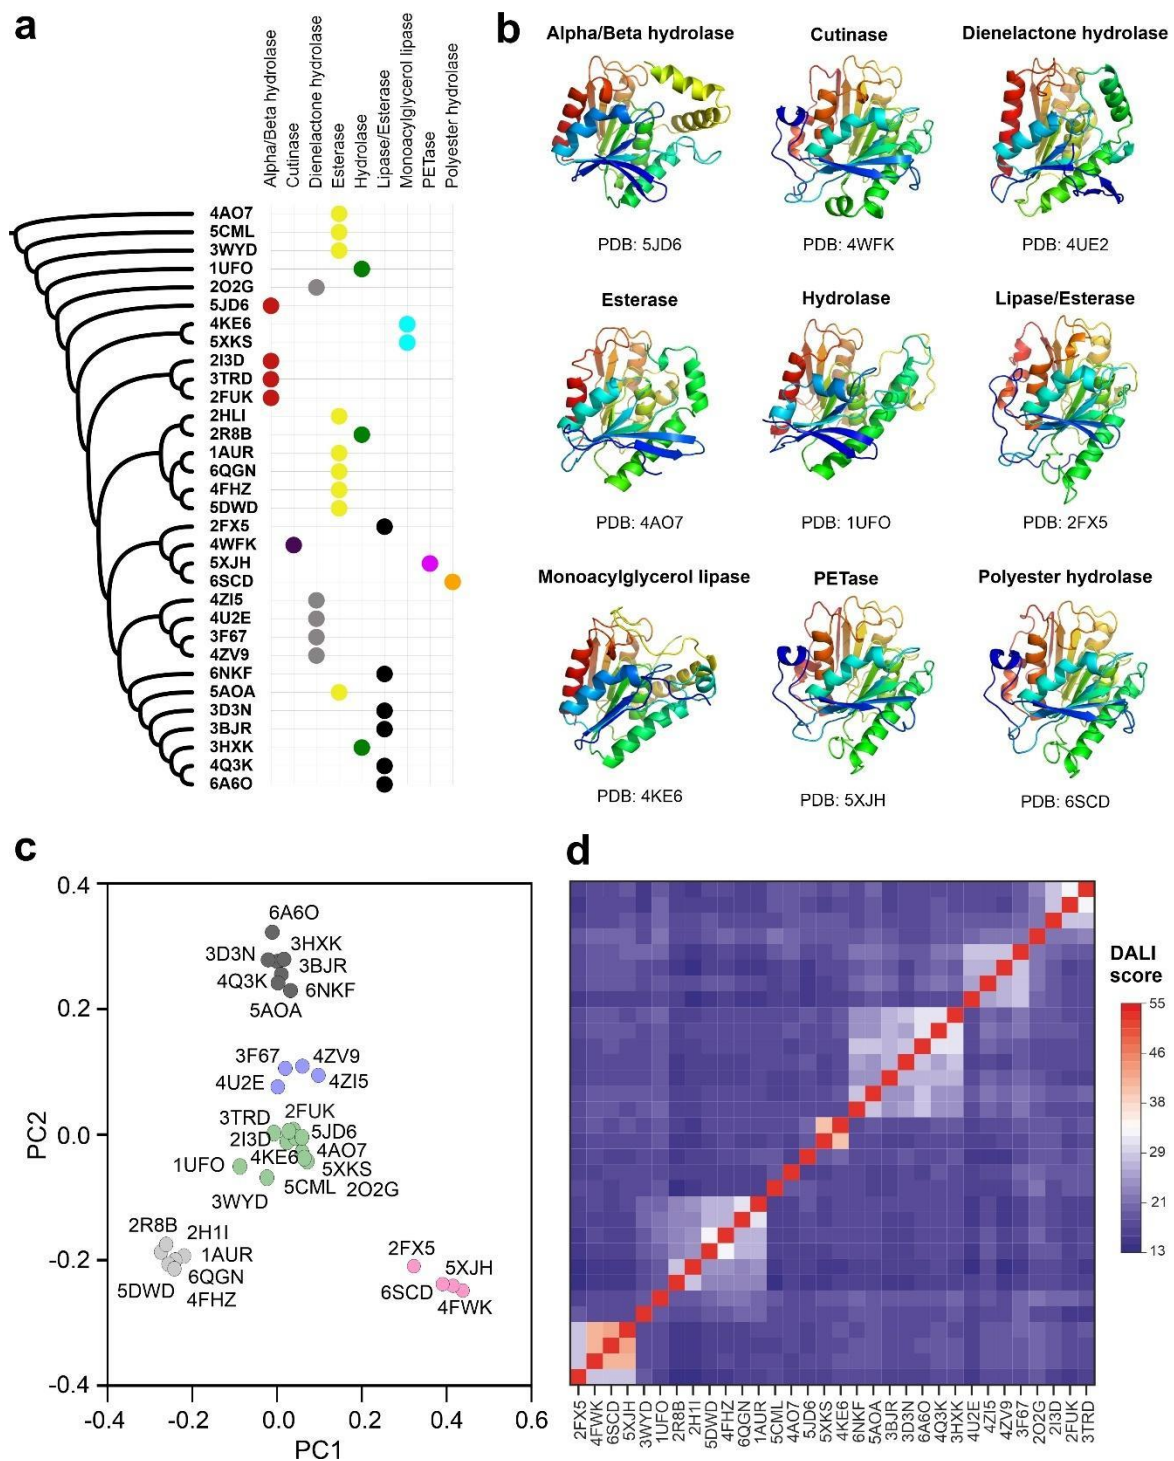 a
Alpha/Beta hydrolase
Cutinase
Dienelactone hydrolase
Esterase
Hydrolase
Lipase/Esterase
Monoacylglycerol lipase
PETase
Polyester hydrolase
4AO7
5CML
3WYD
1UFO
2O2G
5JD6
4KE6
5XKS
2I3D
3TRD
2FUK
2HLI
2R8B
1AUR
6QGN
4FHZ
5DWD
2FX5
4WFK
5XJH
6SCD
4ZI5
4U2E
3F67
4ZV9
6NKF
5AOA
3D3N
3BJR
3HXK
4Q3K
6A6O
b
Alpha/Beta hydrolase
Cutinase
Dienelactone hydrolase
PDB: 5JD6
PDB: 4WFK
PDB: 4UE2
Esterase
Hydrolase
Lipase/Esterase
PDB: 4AO7
PDB: 1UFO
PDB: 2FX5
Monoacylglycerol lipase
PETase
Polyester hydrolase
PDB: 4KE6
PDB: 5XJH
PDB: 6SCD
c
0.4
0.2
0.0
-0.2
-0.4
PC2
-0.4
-0.2
0.0
0.2
0.4
0.6
PC1
6A6O
3D3N
3HXK
3BJR
4Q3K
6NKF
5AOA
3F67
4ZV9
4U2E
4ZI5
3TRD
2FUK
2I3D
5JD6
4KE6
4AO7
1UFO
5XKS
5CML
2O2G
3WYD
2R8B
2H1I
1AUR
5DWD
6QGN
4FHZ
2FX5
5XJH
6SCD
4FWK
d
DALI
score
55
46
38
29
21
13
2FX5
4FWK
6SCD
5XJH
3WYD
1UFO
2R8B
2H1I
5DWD
4FHZ
6QGN
1AUR
5CML
4AO7
5JD6
5XKS
4KE6
6NKF
5AOA
3BJR
3D3N
6A6O
4Q3K
3HXK
4U2E
4ZI5
4ZV9
3F67
2O2G
2I3D
2FUK
3TRD